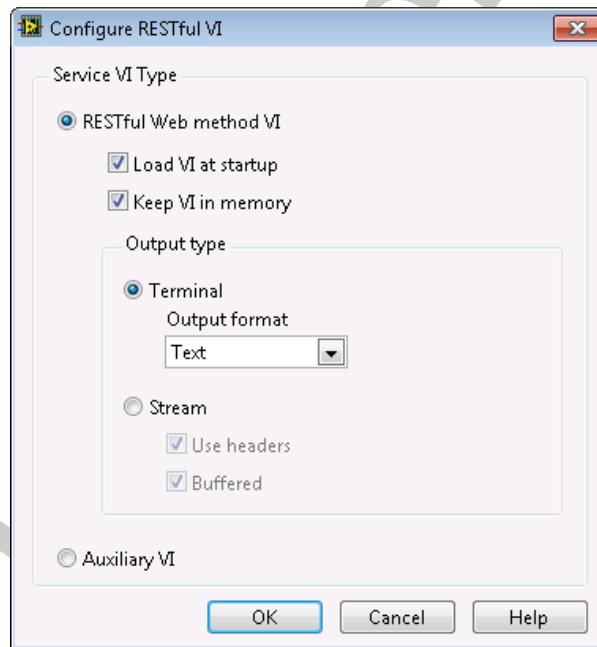 Configure RESTful VI
Service VI Type
RESTful Web method VI
Load VI at startup
Keep VI in memory
Output type
Terminal
Output format
Text
Stream
Use headers
Buffered
Auxiliary VI
OK Cancel Help